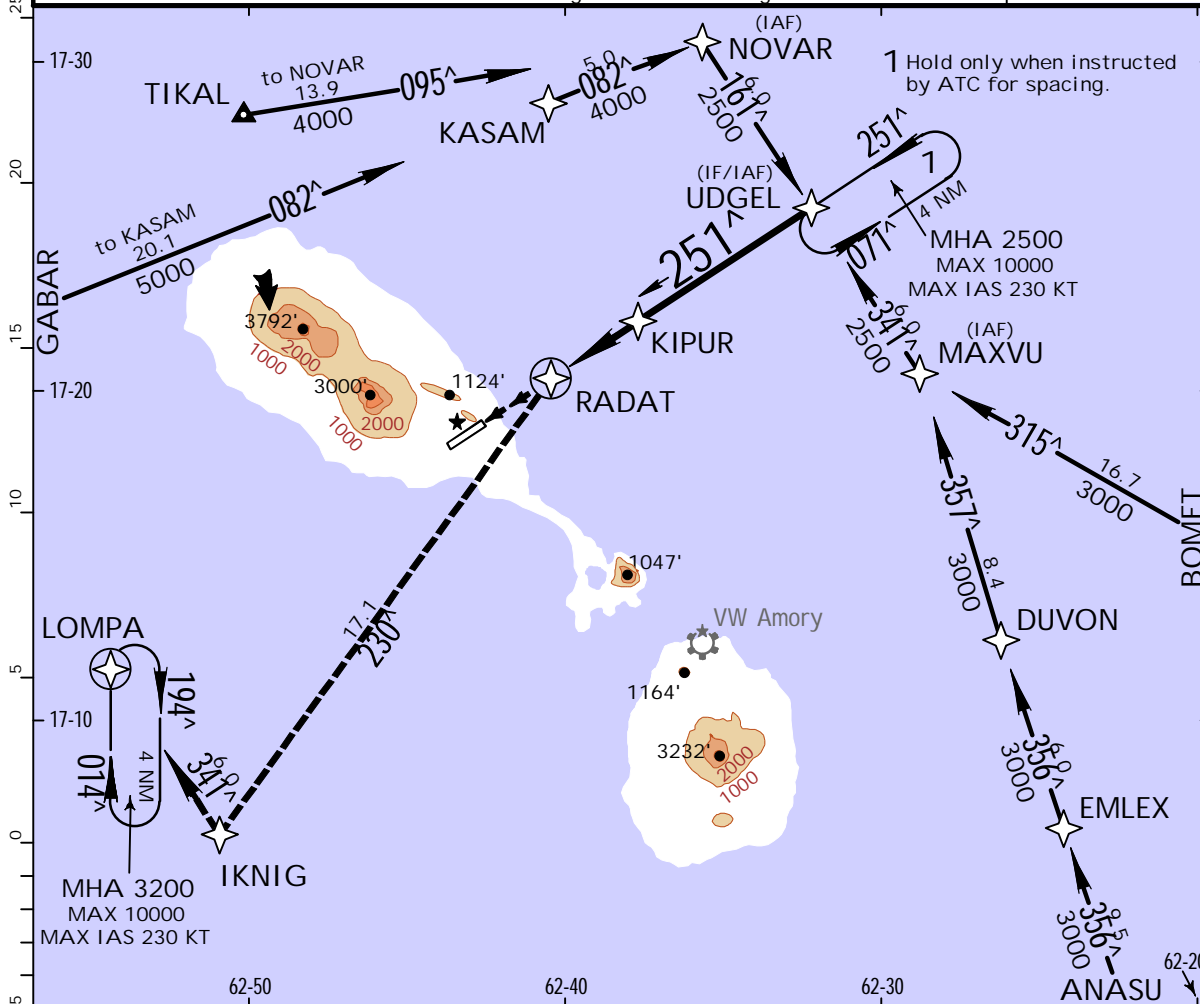 25
(IAF)
NOVAR
17-30
to NOVAR
13.9
4000
095^
TIKAL
5.0
082^
4000
KASAM
6.0
161^
2500
1 Hold only when instructed
by ATC for spacing.
251^
1
4 NM
071^
20
(IF/IAF)
UDGEL
to KASAM
20.1
5000
082^
GABAR
251^
MHA 2500
MAX 10000
MAX IAS 230 KT
6.0
341^
2500
(IAF)
MAXVU
15
3792'
2000
1000
KIPUR
3000'
1124'
17-20
RADAT
2000
1000
315^
16.7
3000
BOMET
357^
8.4
3000
10
1047'
VW Amory
DUVON
17.1
230^
LOMPA
5
1164'
194^
17-10
3232'
2000
1000
014^
4 NM
6.0
341^
6.0
356^
3000
EMLEX
0
IKNIG
MHA 3200
MAX 10000
MAX IAS 230 KT
9.5
356^
3000
ANASU
62-20
5
62-50
62-40
62-30